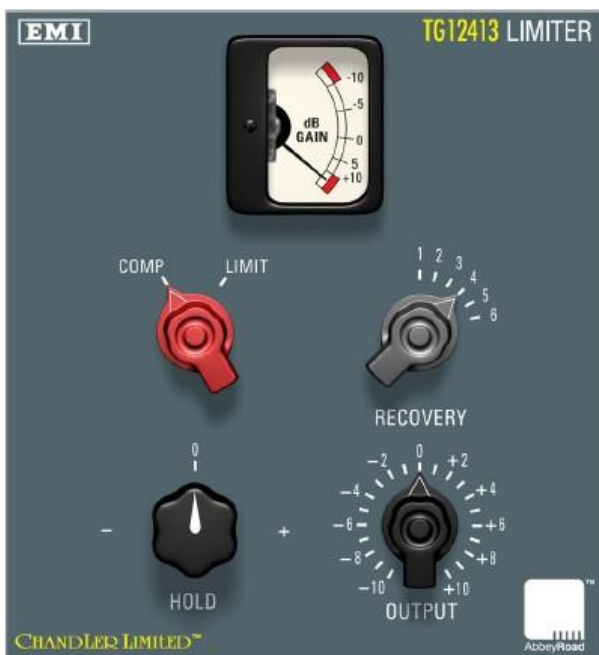 EMI
TG12413 LIMITER
-10
-5
dB
GAIN
0
5
+10
COMP
LIMIT
1
2
3
4
5
6
RECOVERY
0
-
+
HOLD
0
-2
+2
-4
+4
-6
+6
-8
+8
-10
+10
OUTPUT
CHANDLER LIMITED™
TM
AbbeyRoad